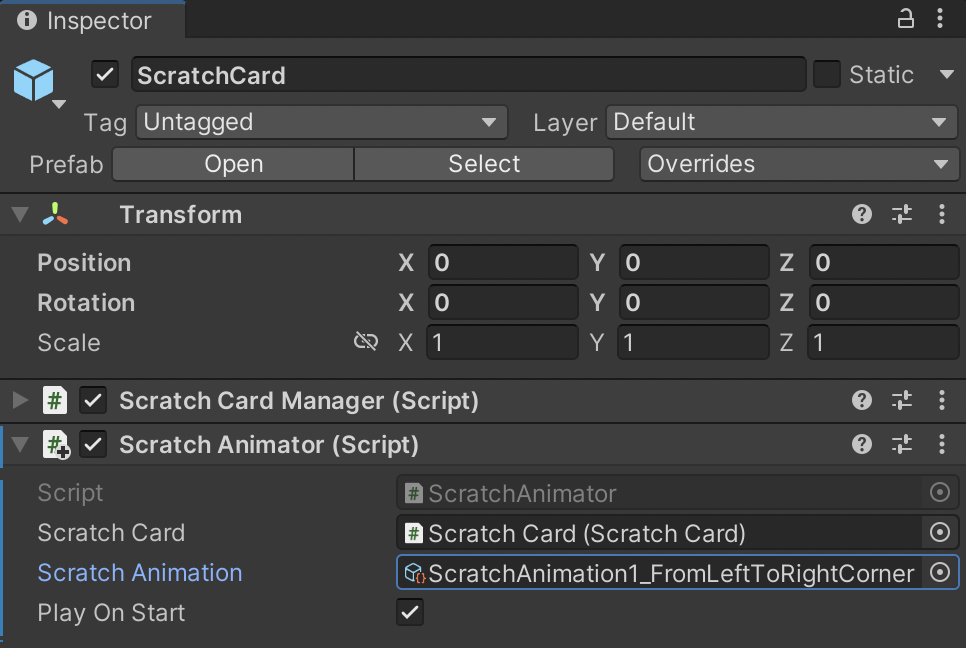 Inspector
ScratchCard Static
Tag Untagged Layer Default
Prefab Open Select Overrides
Transform
Position X 0 Y 0 Z 0
Rotation X 0 Y 0 Z 0
Scale X 1 Y 1 Z 1
# Scratch Card Manager (Script)
# Scratch Animator (Script)
Script # ScratchAnimator
Scratch Card # Scratch Card (Scratch Card)
Scratch Animation ScratchAnimation1_FromLeftToRightCorner
Play On Start